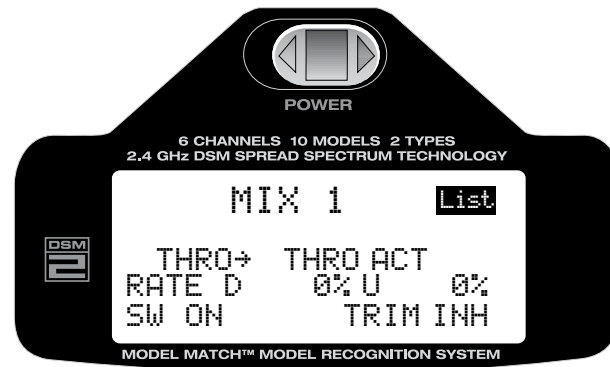 POWER
6 CHANNELS 10 MODELS 2 TYPES
2.4 GHz DSM SPREAD SPECTRUM TECHNOLOGY
MIX 1 List
DSM
2
THRO→ THRO ACT
RATE D 0% U 0%
SW ON TRIM INH
MODEL MATCH™ MODEL RECOGNITION SYSTEM